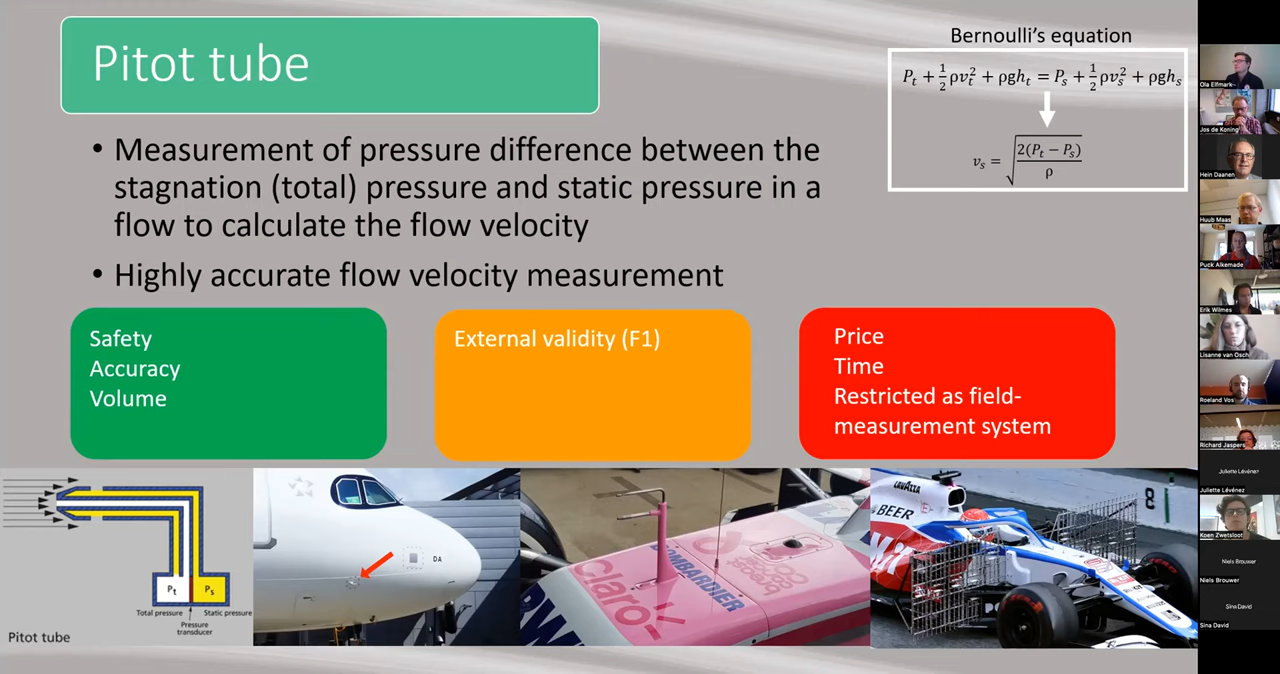 Pitot tube
Bernoulli's equation
Pₜ + ½ρvₜ² + ρghₜ = Pₛ + ½ρvₛ² + ρghₛ
vₛ = √(2(Pₜ − Pₛ)/ρ)
• Measurement of pressure difference between the
stagnation (total) pressure and static pressure in a
flow to calculate the flow velocity
• Highly accurate flow velocity measurement
Safety
Accuracy
Volume
External validity (F1)
Price
Time
Restricted as field-
measurement system
Pₜ
Pₛ
Total pressure
Static pressure
Pressure
transducer
Pitot tube
DA
Claro
BOMBARDIER
LAVAZZA
BEER
8
Ola Elfmark
Jos de Koning
Hein Daanen
Huub Maas
Puck Alkemade
Erik Wilmes
Lisanne van Osch
Roeland Vos
Richard Jaspers
Juliette Lévénez
Juliette Lévénez
Koen Zwetsloot
Niels Brouwer
Niels Brouwer
Sina David
Sina David